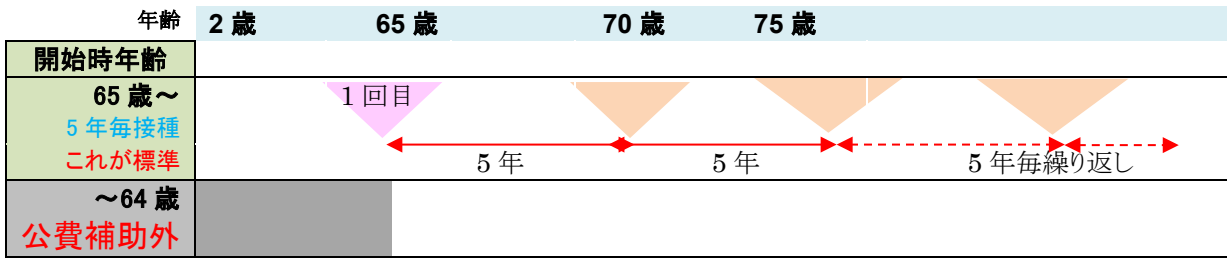 年齢 2 歳 65 歳 70 歳 75 歳
開始時年齢
65 歳～ 1 回目
5 年毎接種
これが標準 5 年 5 年 5 年毎繰り返し
～64 歳
公費補助外